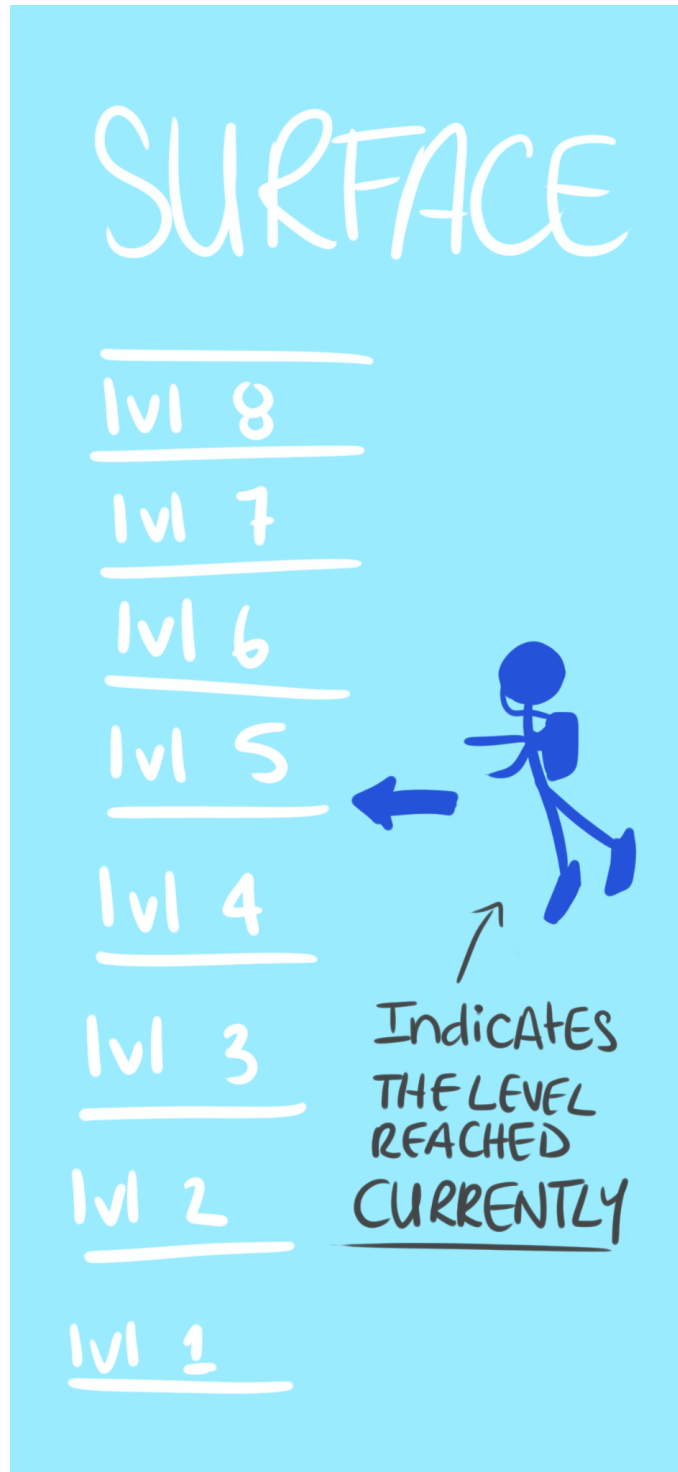 SURFACE
lvl 8
lvl 7
lvl 6
lvl 5
lvl 4
lvl 3
lvl 2
lvl 1
IndicAtES
THE LEVEL
REACHED
CURRENTLY